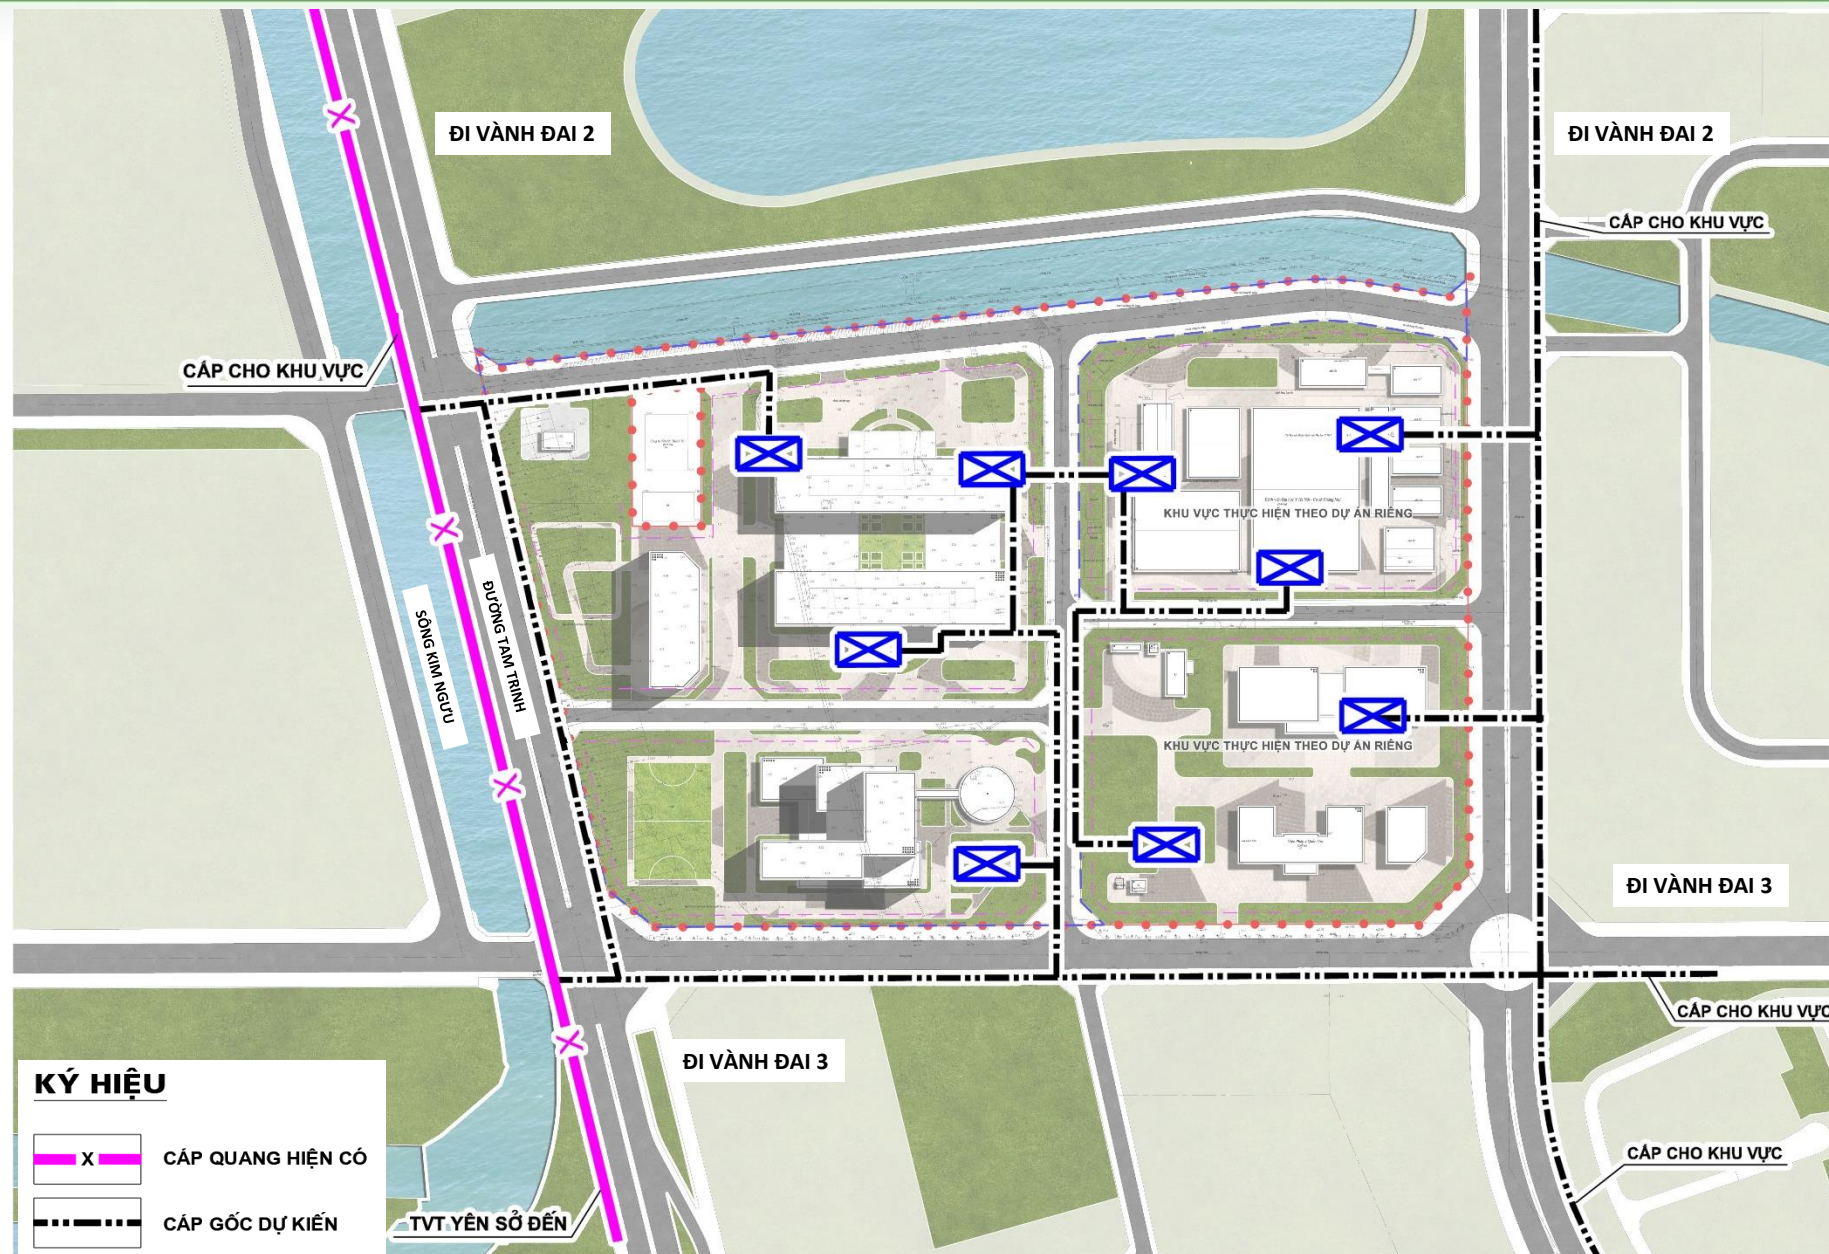 ĐI VÀNH ĐAI 2
ĐI VÀNH ĐAI 2
CẤP CHO KHU VỰC
CẤP CHO KHU VỰC
KHU VỰC THỰC HIỆN THEO DỰ ÁN RIÊNG
SÔNG KIM NGƯU
ĐƯỜNG TAM TRINH
KHU VỰC THỰC HIỆN THEO DỰ ÁN RIÊNG
ĐI VÀNH ĐAI 3
CẤP CHO KHU VỰC
ĐI VÀNH ĐAI 3
CẤP CHO KHU VỰC
KÝ HIỆU
X CÁP QUANG HIỆN CÓ
CÁP GỐC DỰ KIẾN
TVT YÊN SỞ ĐẾN